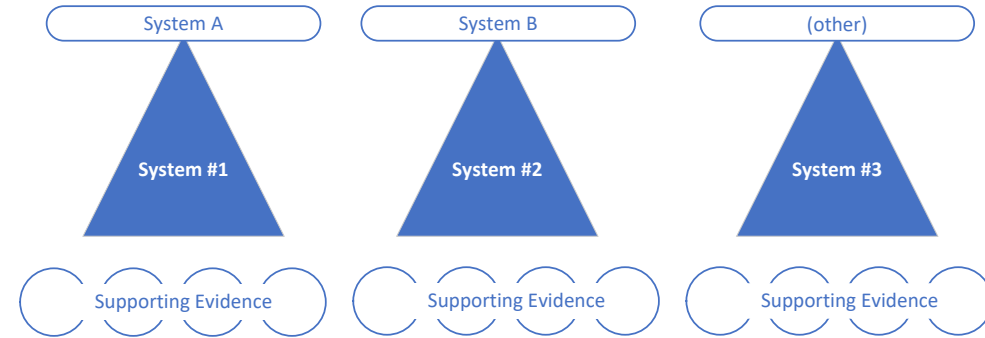 System A
System B
(other)
System #1
System #2
System #3
Supporting Evidence
Supporting Evidence
Supporting Evidence